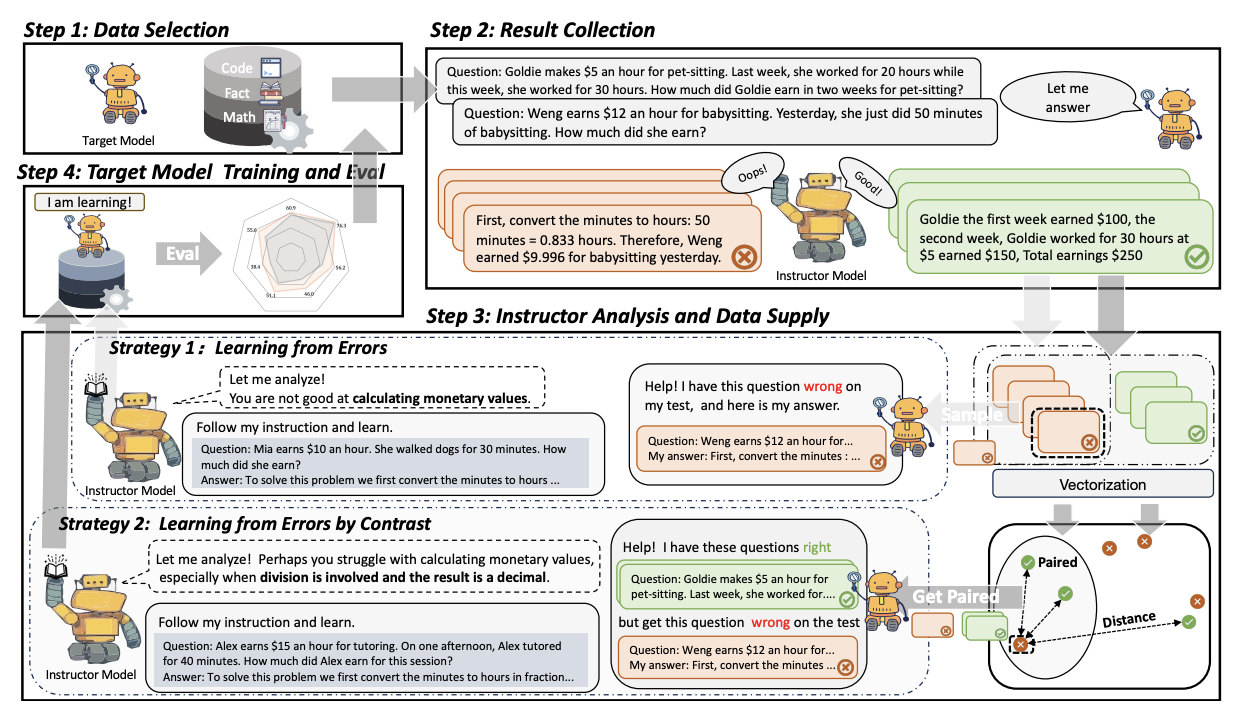 Step 1: Data Selection
Code
Fact
Math
Target Model
Step 2: Result Collection
Question: Goldie makes $5 an hour for pet-sitting. Last week, she worked for 20 hours while
this week, she worked for 30 hours. How much did Goldie earn in two weeks for pet-sitting?
Question: Weng earns $12 an hour for babysitting. Yesterday, she just did 50 minutes
of babysitting. How much did she earn?
Let me
answer
Oops!
Good!
First, convert the minutes to hours: 50
minutes = 0.833 hours. Therefore, Weng
earned $9.996 for babysitting yesterday.
Instructor Model
Goldie the first week earned $100, the
second week, Goldie worked for 30 hours at
$5 earned $150, Total earnings $250
Step 4: Target Model Training and Eval
I am learning!
Eval
60.9
76.3
56.2
46.0
51.1
38.4
55.6
Step 3: Instructor Analysis and Data Supply
Strategy 1: Learning from Errors
Let me analyze!
You are not good at calculating monetary values.
Follow my instruction and learn.
Question: Mia earns $10 an hour. She walked dogs for 30 minutes. How
much did she earn?
Answer: To solve this problem we first convert the minutes to hours ...
Instructor Model
Help! I have this question wrong on
my test, and here is my answer.
Question: Weng earns $12 an hour for...
My answer: First, convert the minutes : ...
Sample
Vectorization
Strategy 2: Learning from Errors by Contrast
Let me analyze! Perhaps you struggle with calculating monetary values,
especially when division is involved and the result is a decimal.
Follow my instruction and learn.
Question: Alex earns $15 an hour for tutoring. On one afternoon, Alex tutored
for 40 minutes. How much did Alex earn for this session?
Answer: To solve this problem we first convert the minutes to hours in fraction...
Instructor Model
Help! I have these questions right
Question: Goldie makes $5 an hour for
pet-sitting. Last week, she worked for....
but get this question wrong on the test
Question: Weng earns $12 an hour for...
My answer: First, convert the minutes ...
Get Paired
Paired
Distance